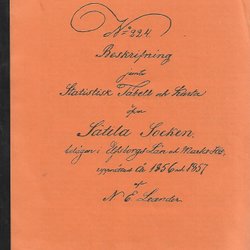 No 324.
Beskrifning
jemte
Statistisk Tabell och Karta
öfver
Sätila Socken,
belägen i Elfsborgs Län och Marks Här.
upprättad år 1856 och 1857
af
N E Leander.